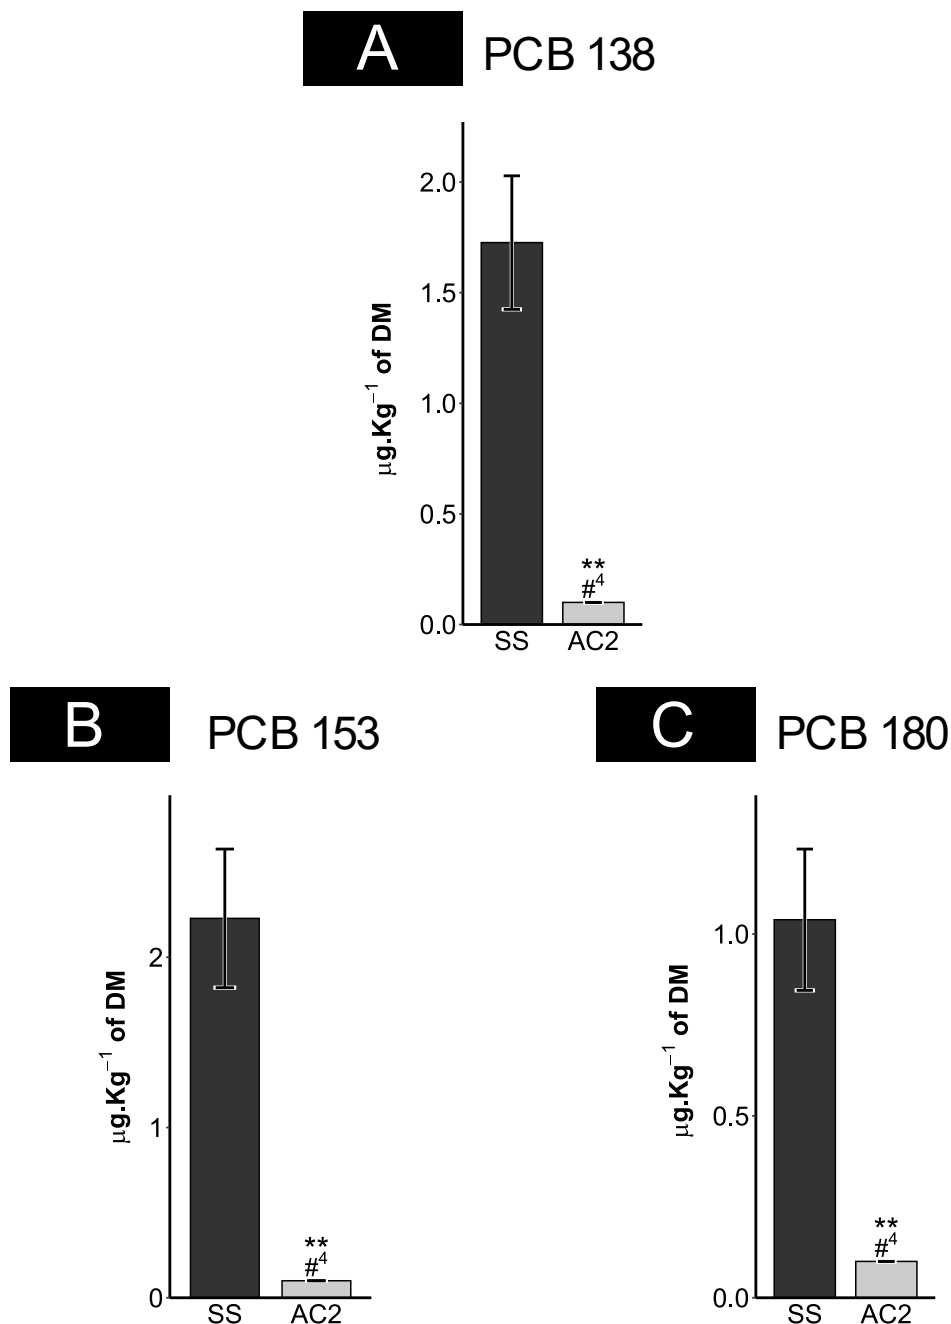 A PCB 138
2.0
1.5
1.0
0.5
0.0
μg.Kg⁻¹ of DM
**
#⁴
SS AC2
B PCB 153
2
1
0
μg.Kg⁻¹ of DM
**
#⁴
SS AC2
C PCB 180
1.0
0.5
0.0
μg.Kg⁻¹ of DM
**
#⁴
SS AC2